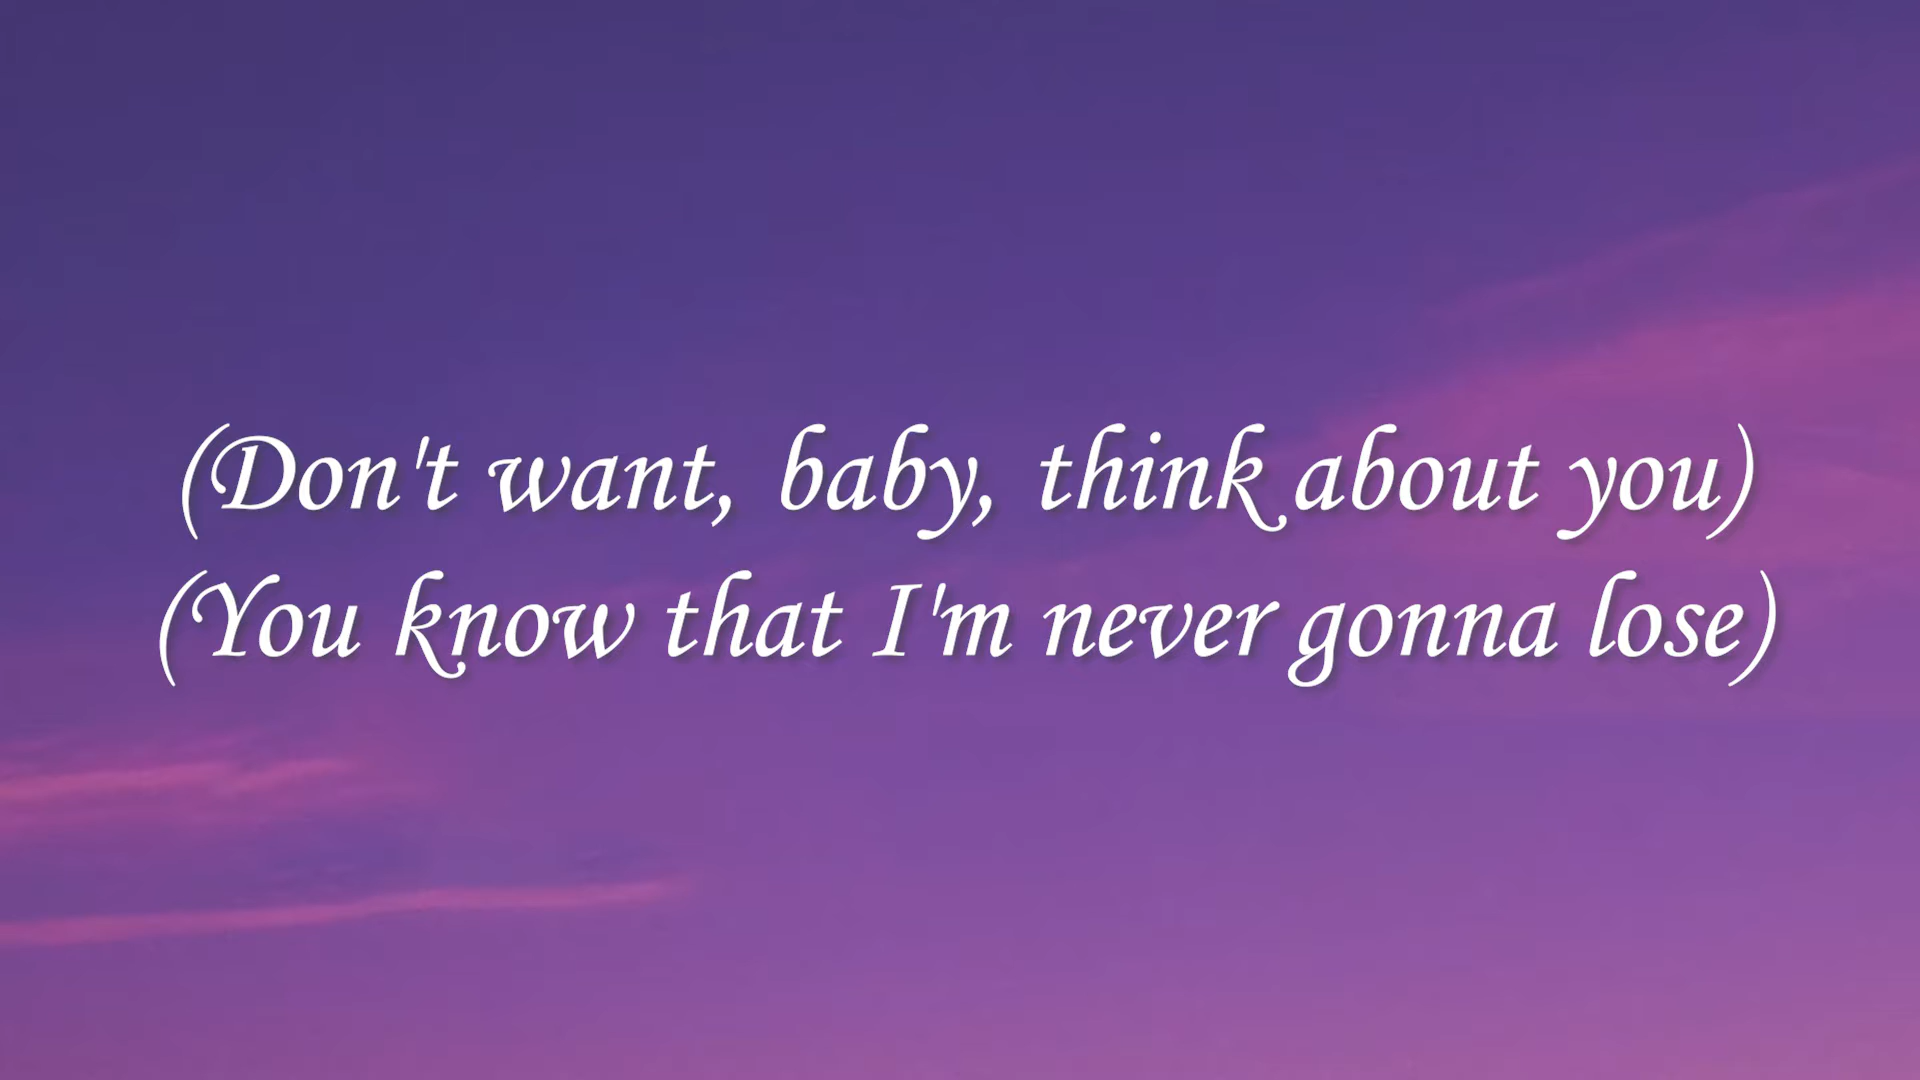 (Don't want, baby, think about you)
(You know that I'm never gonna lose)